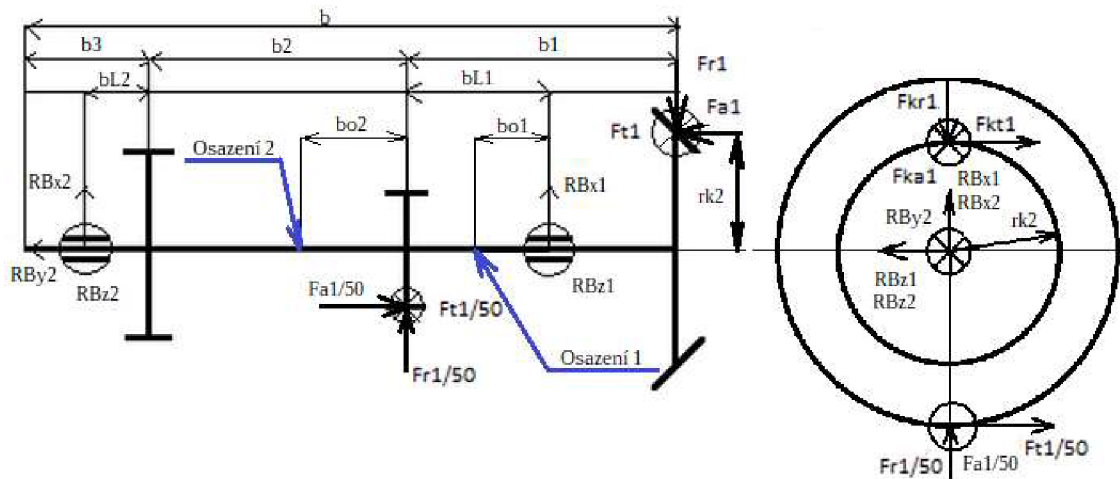 b
b3
b2
b1
bL2
bL1
Fr1
Fa1
Ft1
bo2
bo1
Osazení 2
RBx2
RBx1
rk2
RBy2
RBz2
RBz1
Fa1/50
Ft1/50
Osazení 1
Fr1/50
Fkr1
Fkt1
Fka1
RBx1
RBx2
RBy2
rk2
RBz1
RBz2
Ft1/50
Fr1/50
Fa1/50